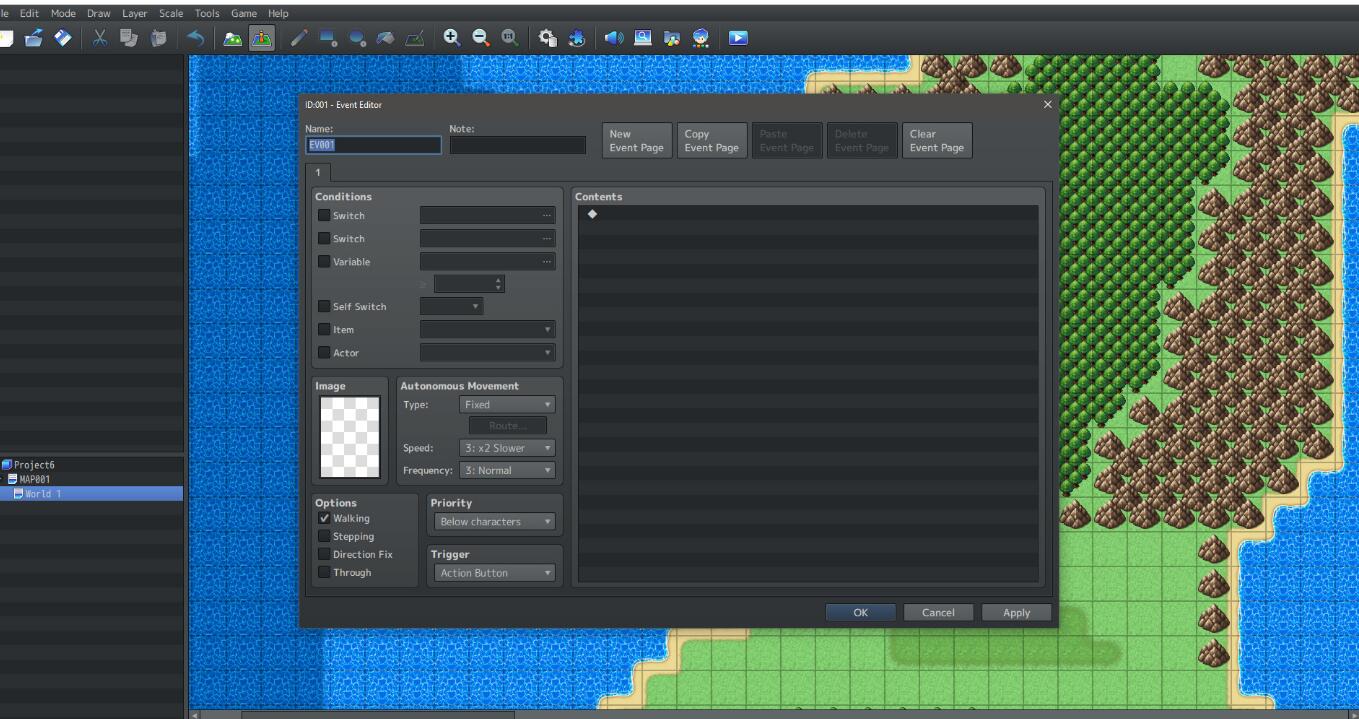 le Edit Mode Draw Layer Scale Tools Game Help
ID:001 - Event Editor
Name:
Note:
EV001
New
Event Page
Copy
Event Page
Paste
Event Page
Delete
Event Page
Clear
Event Page
1
Conditions
Switch ...
Switch ...
Variable ...
≥
Self Switch
Item
Actor
Image
Autonomous Movement
Type: Fixed
Route...
Speed: 3: x2 Slower
Frequency: 3: Normal
Options
Walking
Stepping
Direction Fix
Through
Priority
Below characters
Trigger
Action Button
Contents
OK Cancel Apply
Project6
MAP001
World 1